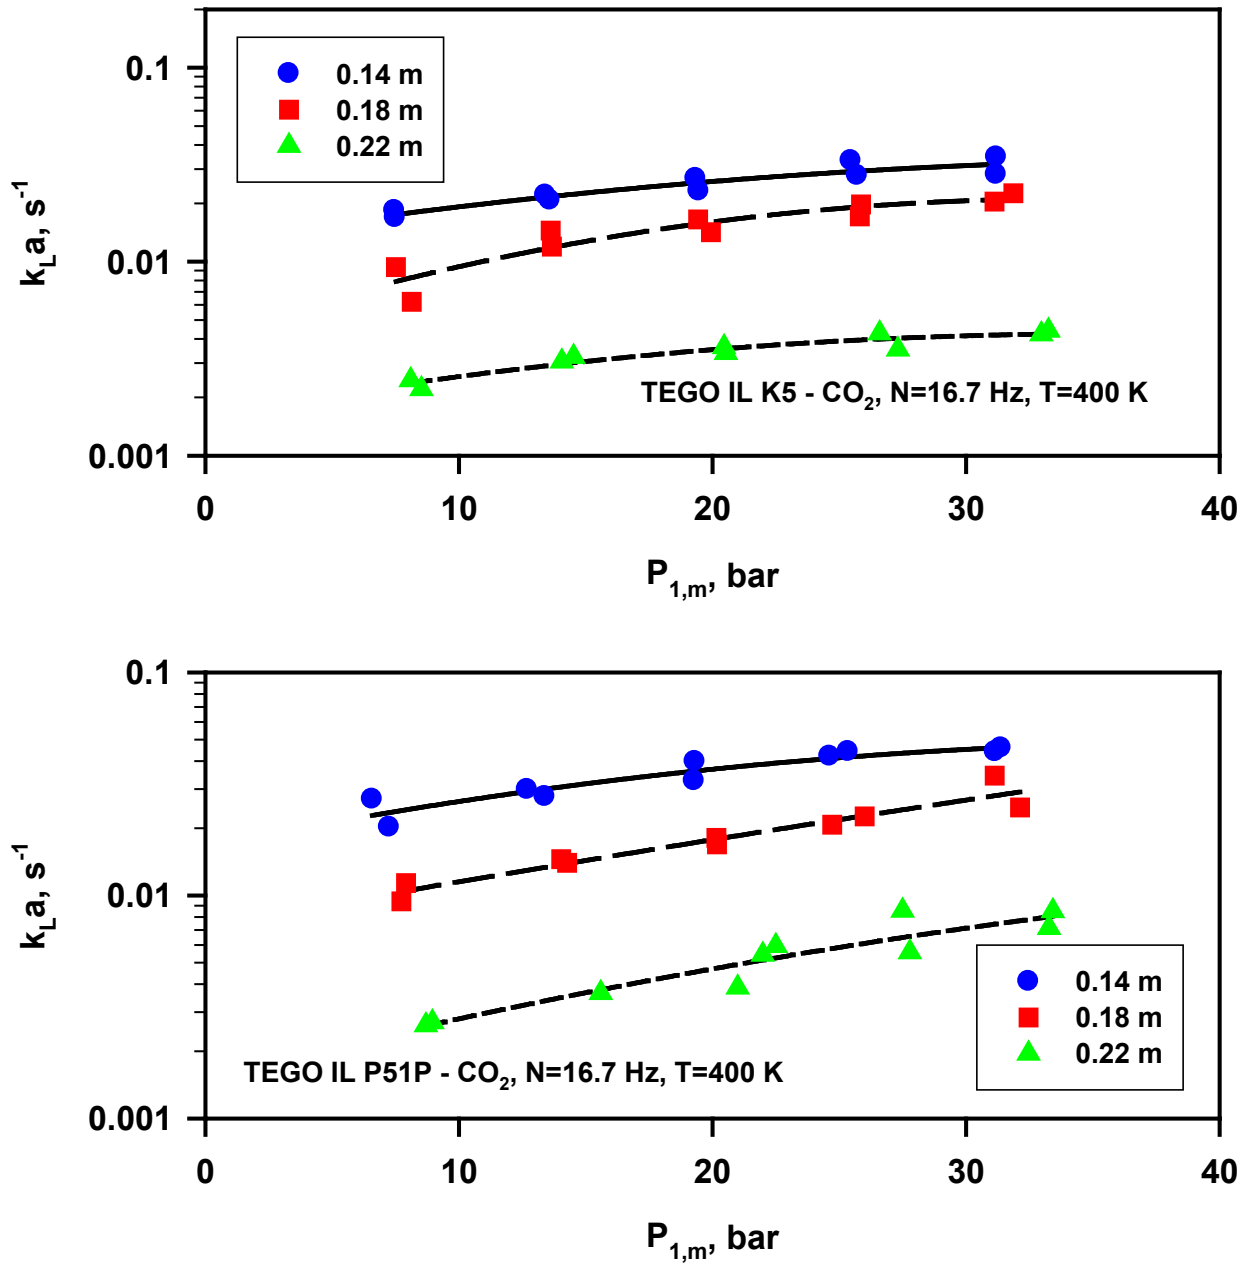 0.1
0.14 m
0.18 m
0.22 m
0.01
k_La, s^-1
TEGO IL K5 - CO₂, N=16.7 Hz, T=400 K
0.001
0 10 20 30 40
P_1,m, bar
0.1
0.01
k_La, s^-1
0.14 m
0.18 m
0.22 m
TEGO IL P51P - CO₂, N=16.7 Hz, T=400 K
0.001
0 10 20 30 40
P_1,m, bar